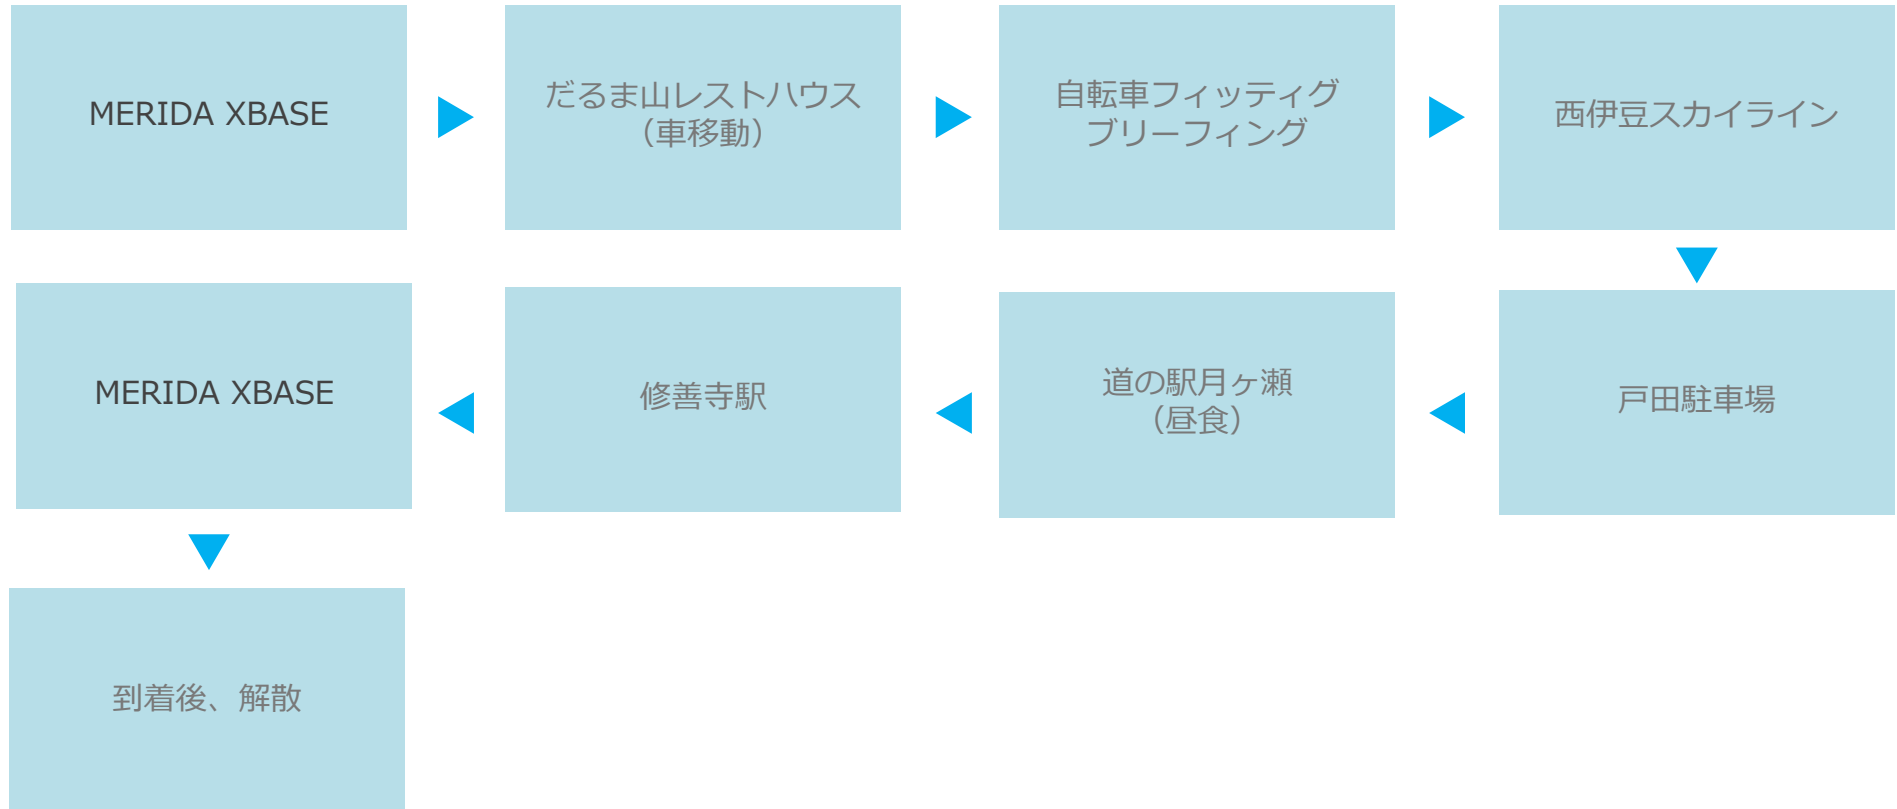 MERIDA XBASE
だるま山レストハウス
（車移動）
自転車フィッティグ
ブリーフィング
西伊豆スカイライン
戸田駐車場
道の駅月ヶ瀬
（昼食）
修善寺駅
MERIDA XBASE
到着後、解散